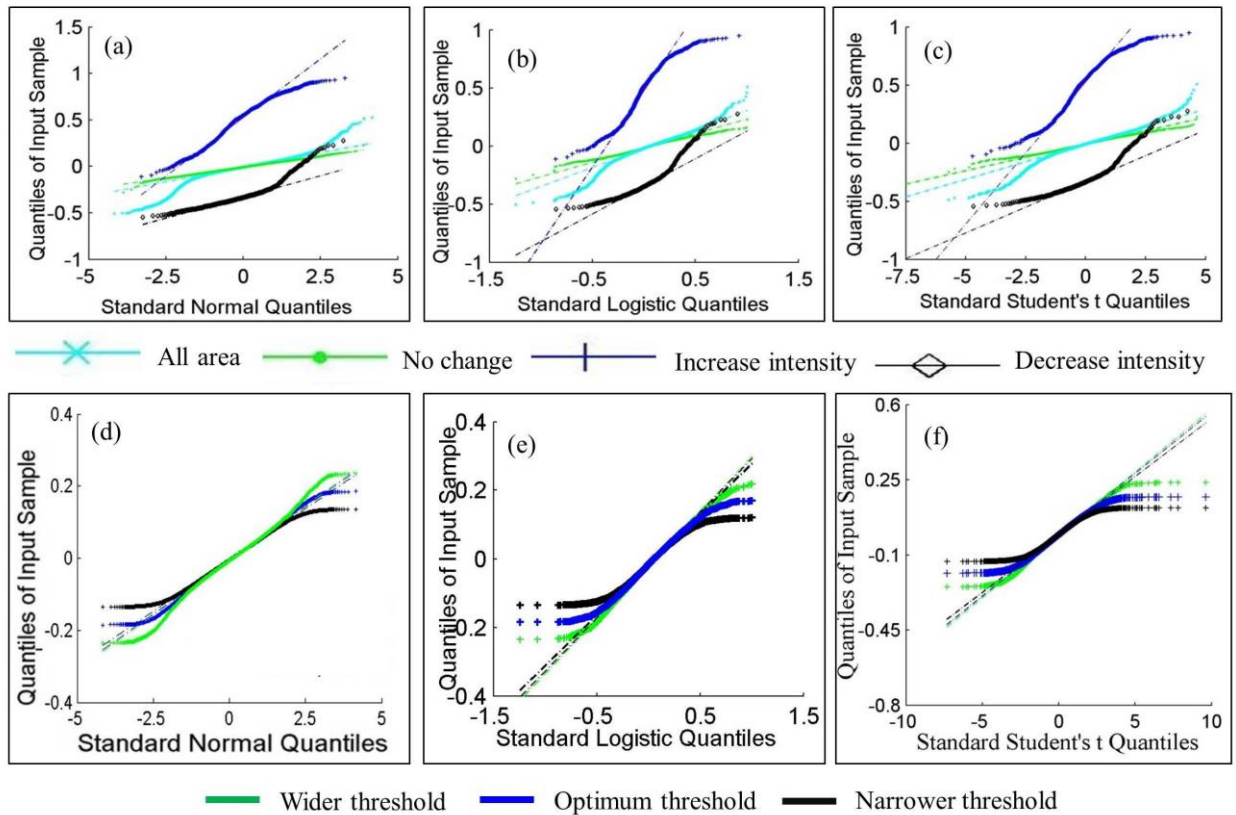 (a)
Quantiles of Input Sample
1.5
1
0.5
0
-0.5
-1
-5
-2.5
0
2.5
5
Standard Normal Quantiles
(b)
Quantiles of Input Sample
1
0.5
0
-0.5
-1
-1.5
-0.5
0.5
1.5
Standard Logistic Quantiles
(c)
Quantiles of Input Sample
1
0.5
0
-0.5
-1
-7.5
-5
-2.5
0
2.5
5
Standard Student's t Quantiles
All area
No change
Increase intensity
Decrease intensity
(d)
Quantiles of Input Sample
0.4
0.2
0
-0.2
-0.4
-5
-2.5
0
2.5
5
Standard Normal Quantiles
(e)
Quantiles of Input Sample
0.4
0.2
0
-0.2
-0.4
-1.5
-0.5
0.5
1.5
Standard Logistic Quantiles
(f)
Quantiles of Input Sample
0.6
0.25
-0.1
-0.45
-0.8
-10
-5
0
5
10
Standard Student's t Quantiles
Wider threshold
Optimum threshold
Narrower threshold